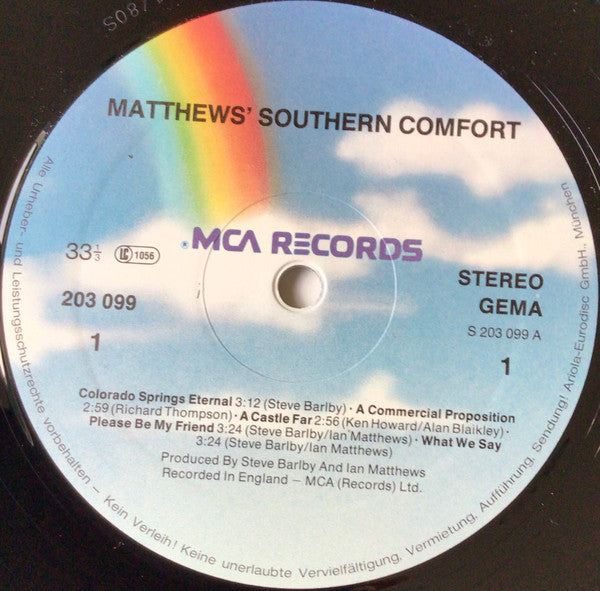 S087
MATTHEWS' SOUTHERN COMFORT
® MCA RECORDS
33 1/3 LC 1056
STEREO
203 099
GEMA
S 203 099 A
1
1
Colorado Springs Eternal 3:12 (Steve Barlby) · A Commercial Proposition
2:59 (Richard Thompson) · A Castle Far 2:56 (Ken Howard/Alan Blaikley) ·
Please Be My Friend 3:24 (Steve Barlby/Ian Matthews) · What We Say
3:24 (Steve Barlby/Ian Matthews)
Produced By Steve Barlby And Ian Matthews
Recorded In England – MCA (Records) Ltd.
Alle Urheber- und Leistungsschutzrechte vorbehalten – Kein Verleih! Keine unerlaubte Vervielfältigung, Vermietung, Aufführung, Sendung! Ariola-Eurodisc GmbH., München